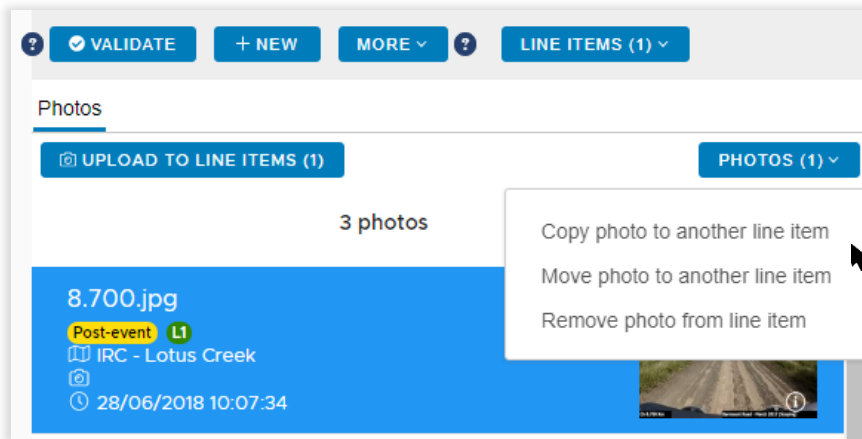 ? VALIDATE + NEW MORE ? LINE ITEMS (1)
Photos
UPLOAD TO LINE ITEMS (1) PHOTOS (1)
3 photos
Copy photo to another line item
Move photo to another line item
Remove photo from line item
8.700.jpg
Post-event L1
IRC - Lotus Creek
28/06/2018 10:07:34